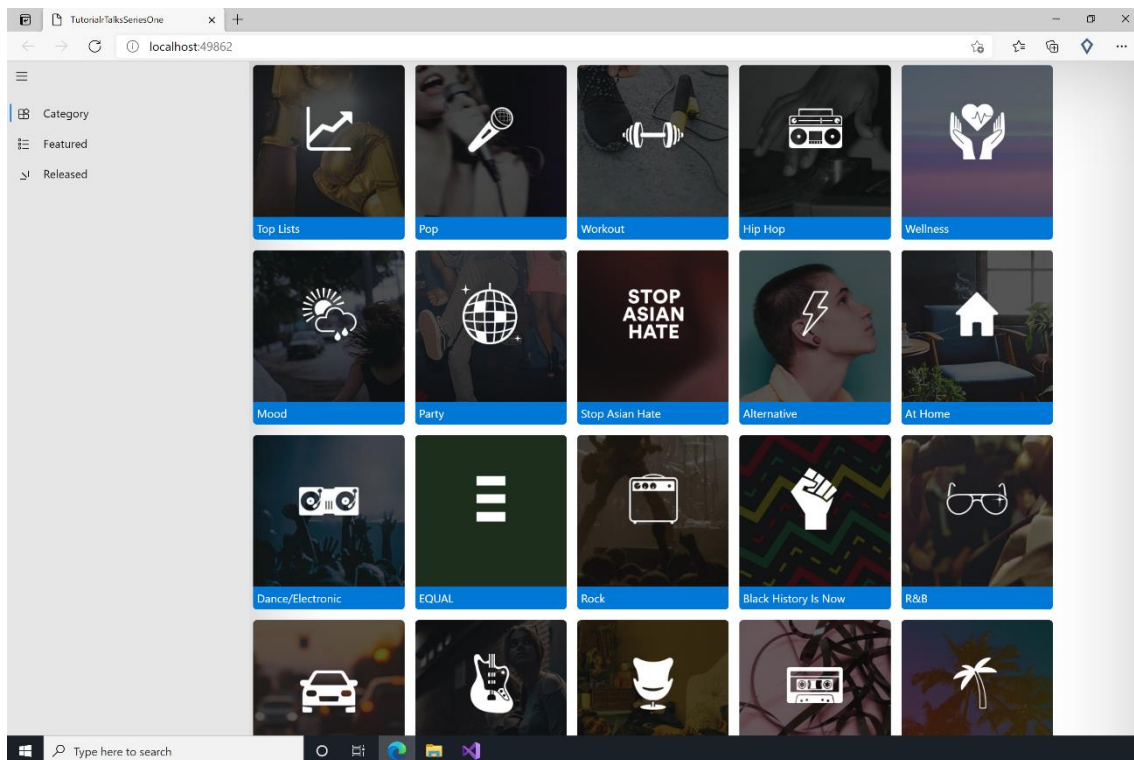 TutorialrTalksSeriesOne
localhost:49862
Category
Featured
Released
Top Lists
Pop
Workout
Hip Hop
Wellness
STOP
ASIAN
HATE
Mood
Party
Stop Asian Hate
Alternative
At Home
Dance/Electronic
EQUAL
Rock
Black History Is Now
R&B
Type here to search